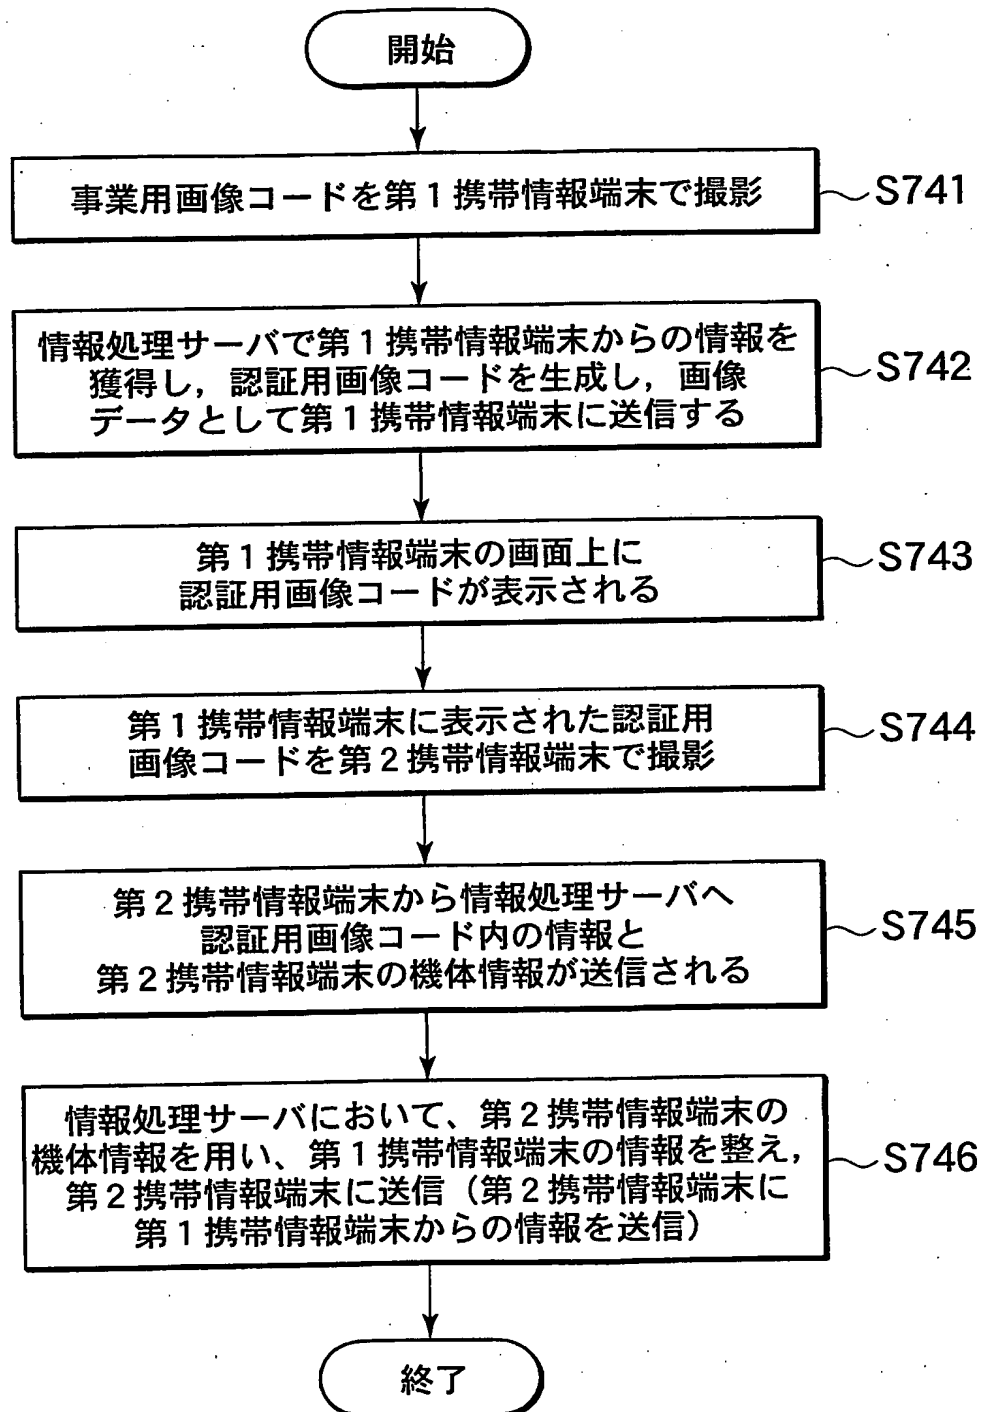 開始
事業用画像コードを第1携帯情報端末で撮影
S741
情報処理サーバで第1携帯情報端末からの情報を
獲得し，認証用画像コードを生成し，画像
データとして第1携帯情報端末に送信する
S742
第1携帯情報端末の画面上に
認証用画像コードが表示される
S743
第1携帯情報端末に表示された認証用
画像コードを第2携帯情報端末で撮影
S744
第2携帯情報端末から情報処理サーバへ
認証用画像コード内の情報と
第2携帯情報端末の機体情報が送信される
S745
情報処理サーバにおいて、第2携帯情報端末の
機体情報を用い、第1携帯情報端末の情報を整え，
第2携帯情報端末に送信（第2携帯情報端末に
第1携帯情報端末からの情報を送信）
S746
終了